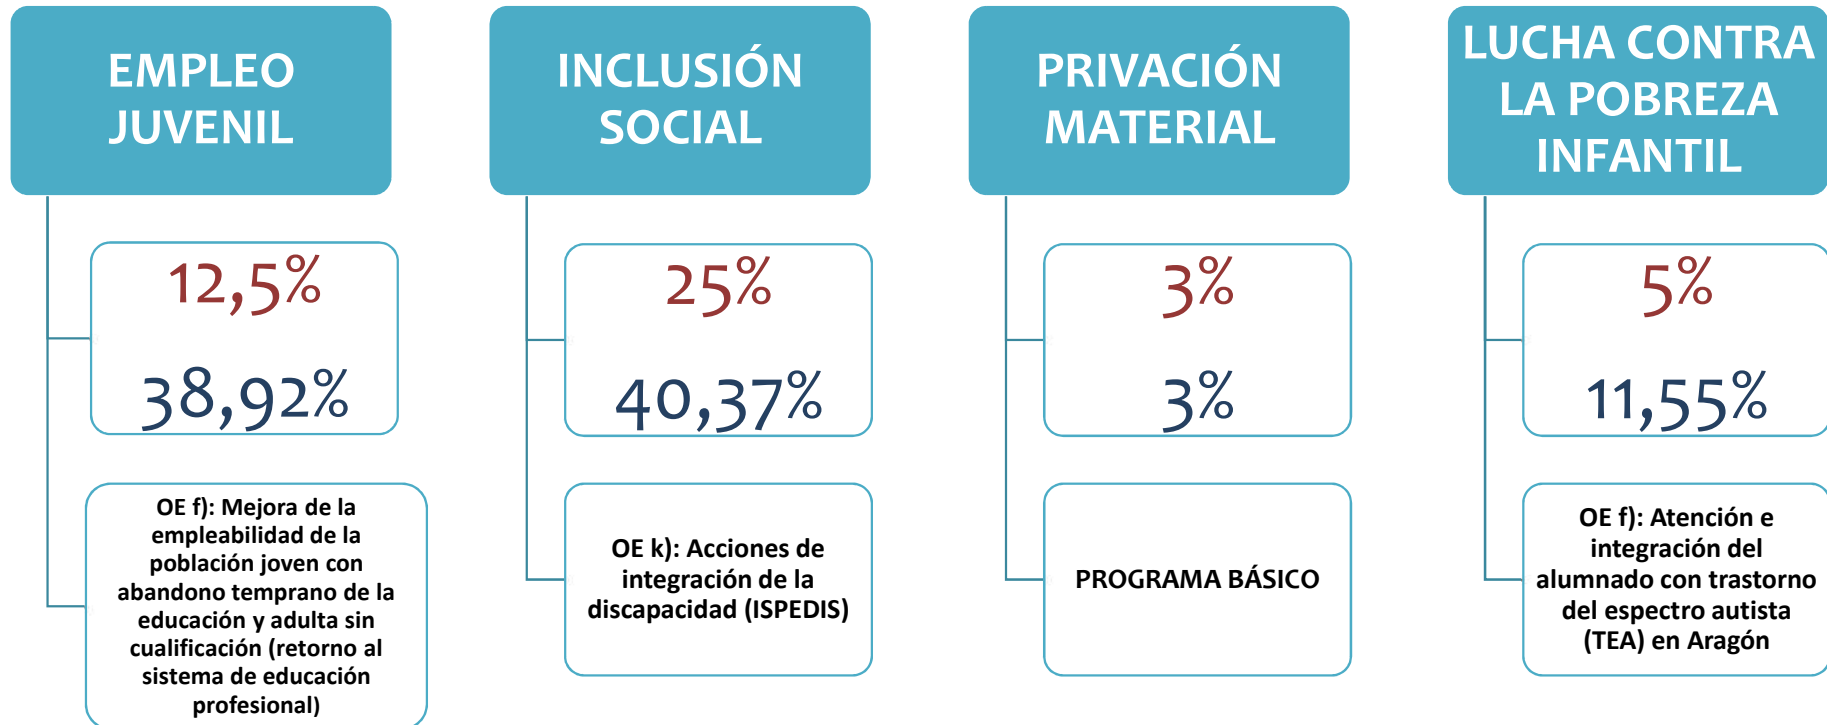 EMPLEO
JUVENIL
12,5%
38,92%
OE f): Mejora de la
empleabilidad de la
población joven con
abandono temprano de la
educación y adulta sin
cualificación (retorno al
sistema de educación
profesional)
INCLUSIÓN
SOCIAL
25%
40,37%
OE k): Acciones de
integración de la
discapacidad (ISPEDIS)
PRIVACIÓN
MATERIAL
3%
3%
PROGRAMA BÁSICO
LUCHA CONTRA
LA POBREZA
INFANTIL
5%
11,55%
OE f): Atención e
integración del
alumnado con trastorno
del espectro autista
(TEA) en Aragón